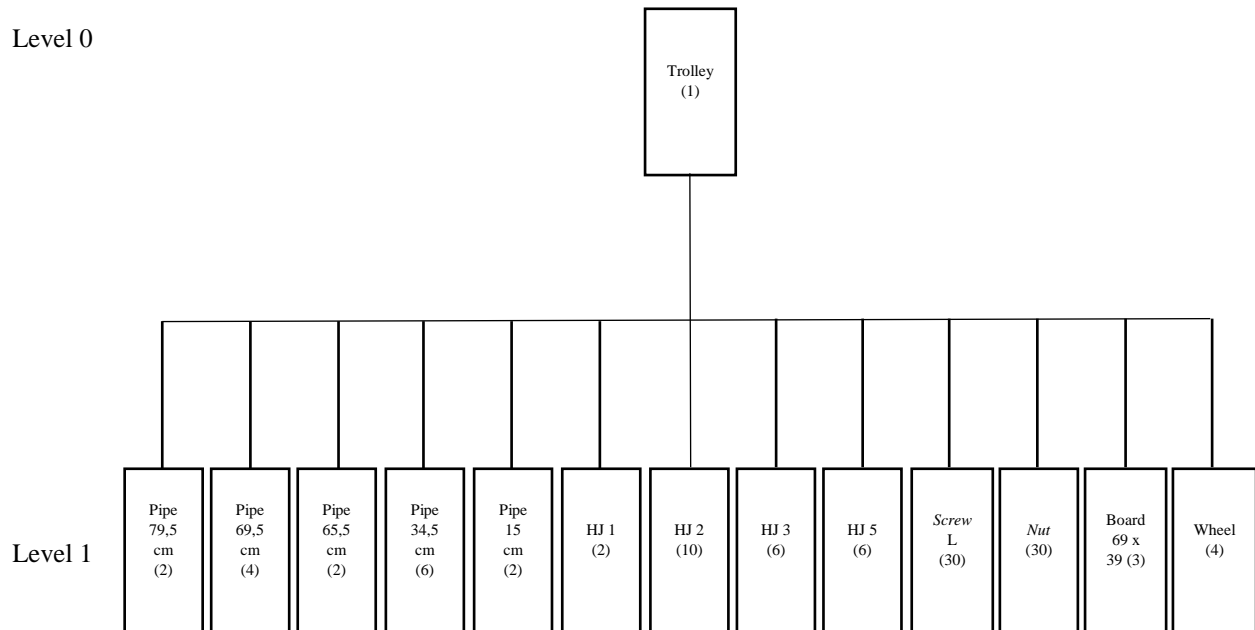 Level 0
Trolley
(1)
Level 1
Pipe
79,5
cm
(2)
Pipe
69,5
cm
(4)
Pipe
65,5
cm
(2)
Pipe
34,5
cm
(6)
Pipe
15
cm
(2)
HJ 1
(2)
HJ 2
(10)
HJ 3
(6)
HJ 5
(6)
Screw
L
(30)
Nut
(30)
Board
69 x
39 (3)
Wheel
(4)